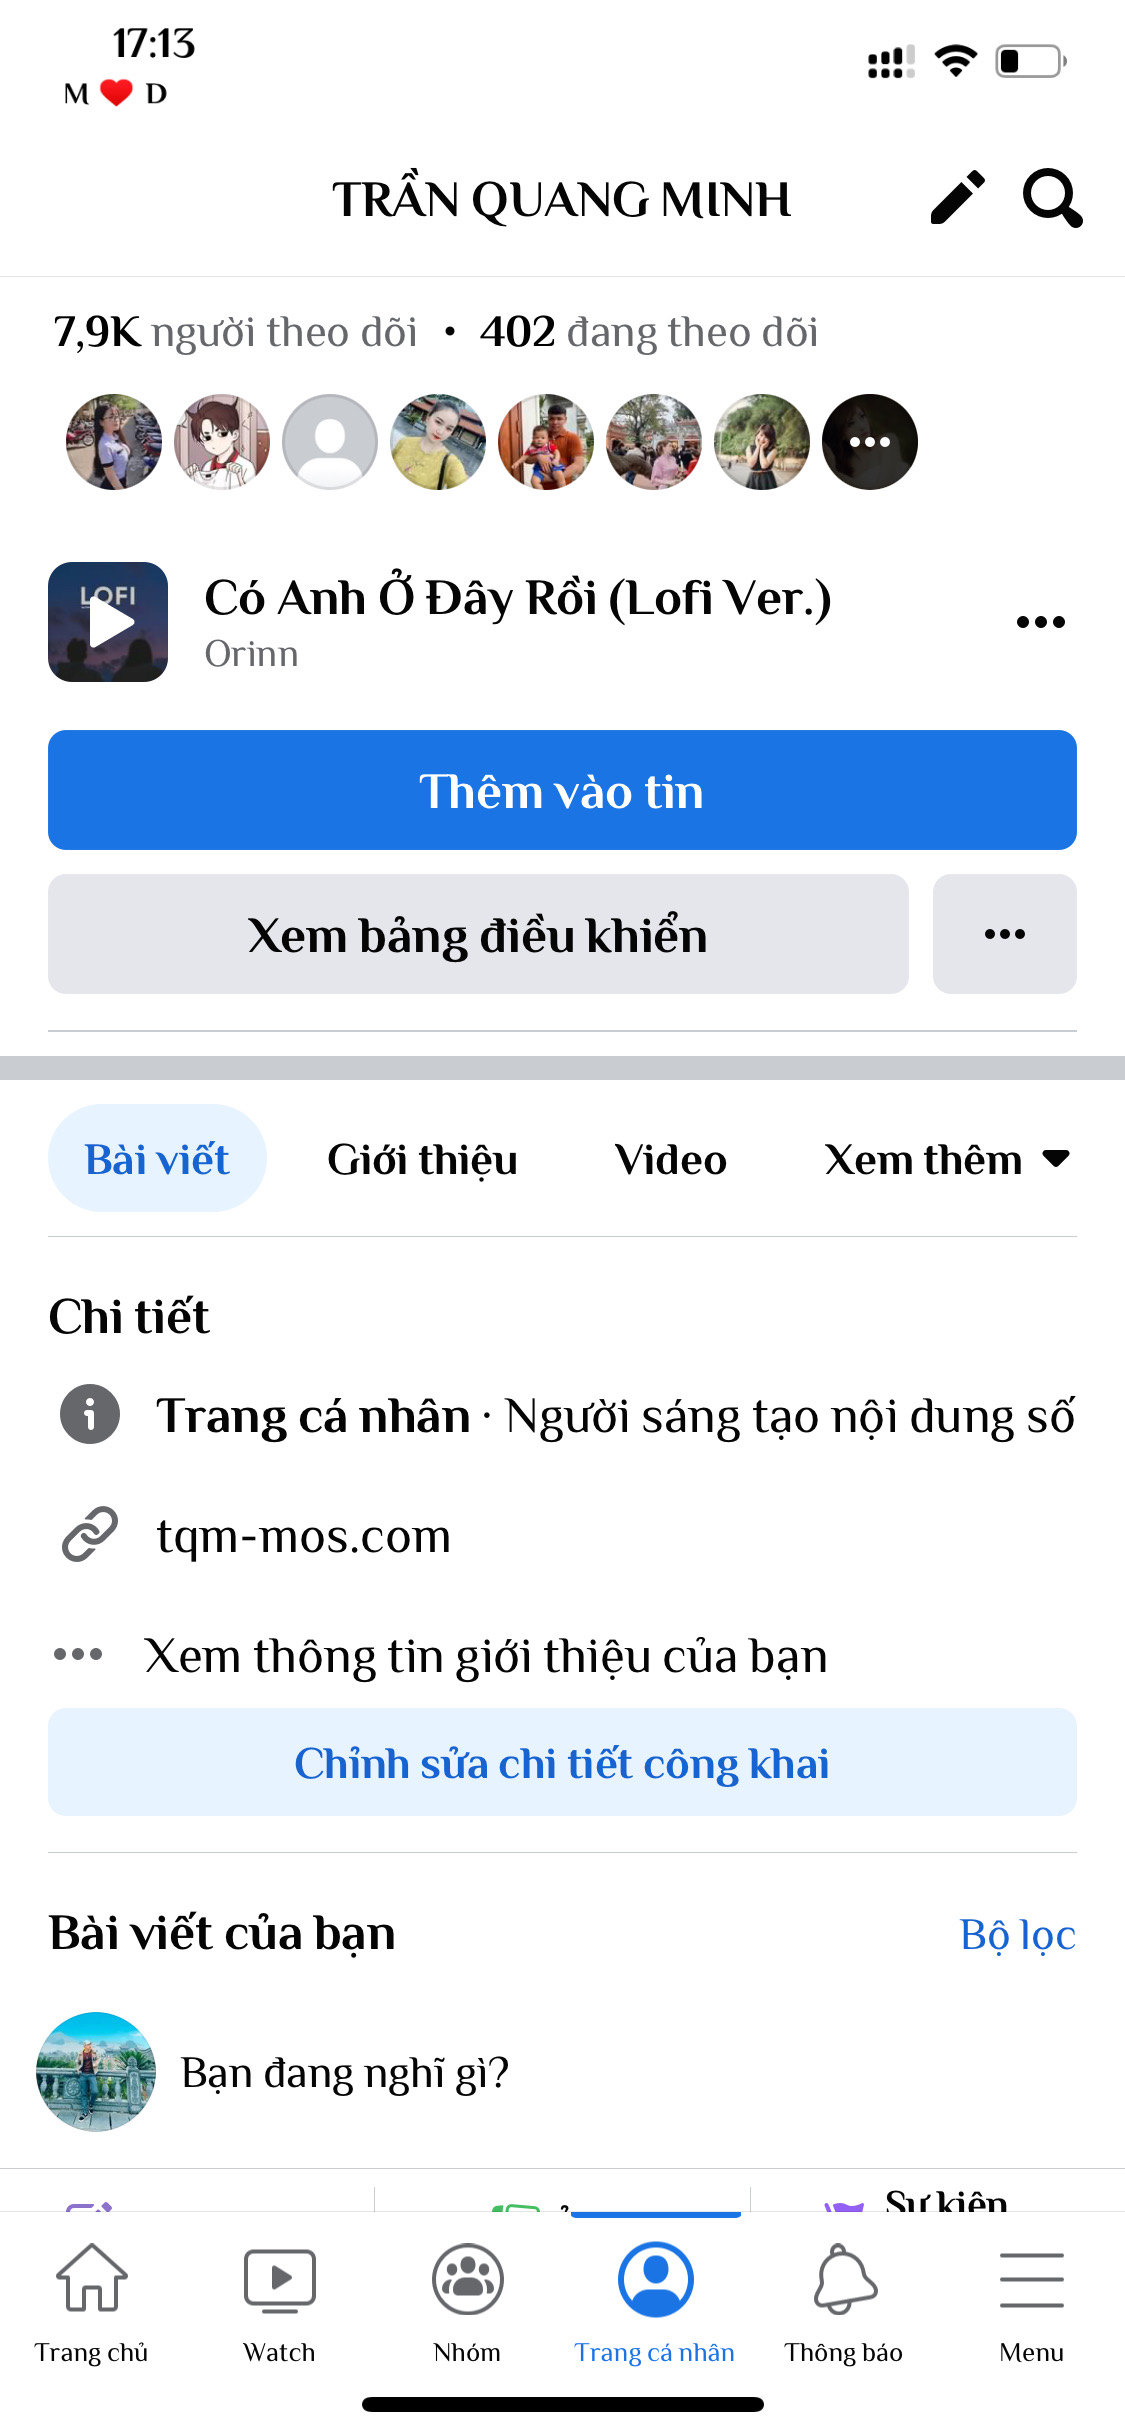 17:13
M ❤️ D
TRẦN QUANG MINH
7,9K người theo dõi • 402 đang theo dõi
LOFI
Có Anh Ở Đây Rồi (Lofi Ver.)
Orinn
Thêm vào tin
Xem bảng điều khiển
Bài viết
Giới thiệu
Video
Xem thêm
Chi tiết
Trang cá nhân · Người sáng tạo nội dung số
tqm-mos.com
Xem thông tin giới thiệu của bạn
Chỉnh sửa chi tiết công khai
Bài viết của bạn
Bộ lọc
Bạn đang nghĩ gì?
Sự kiện
Trang chủ
Watch
Nhóm
Trang cá nhân
Thông báo
Menu